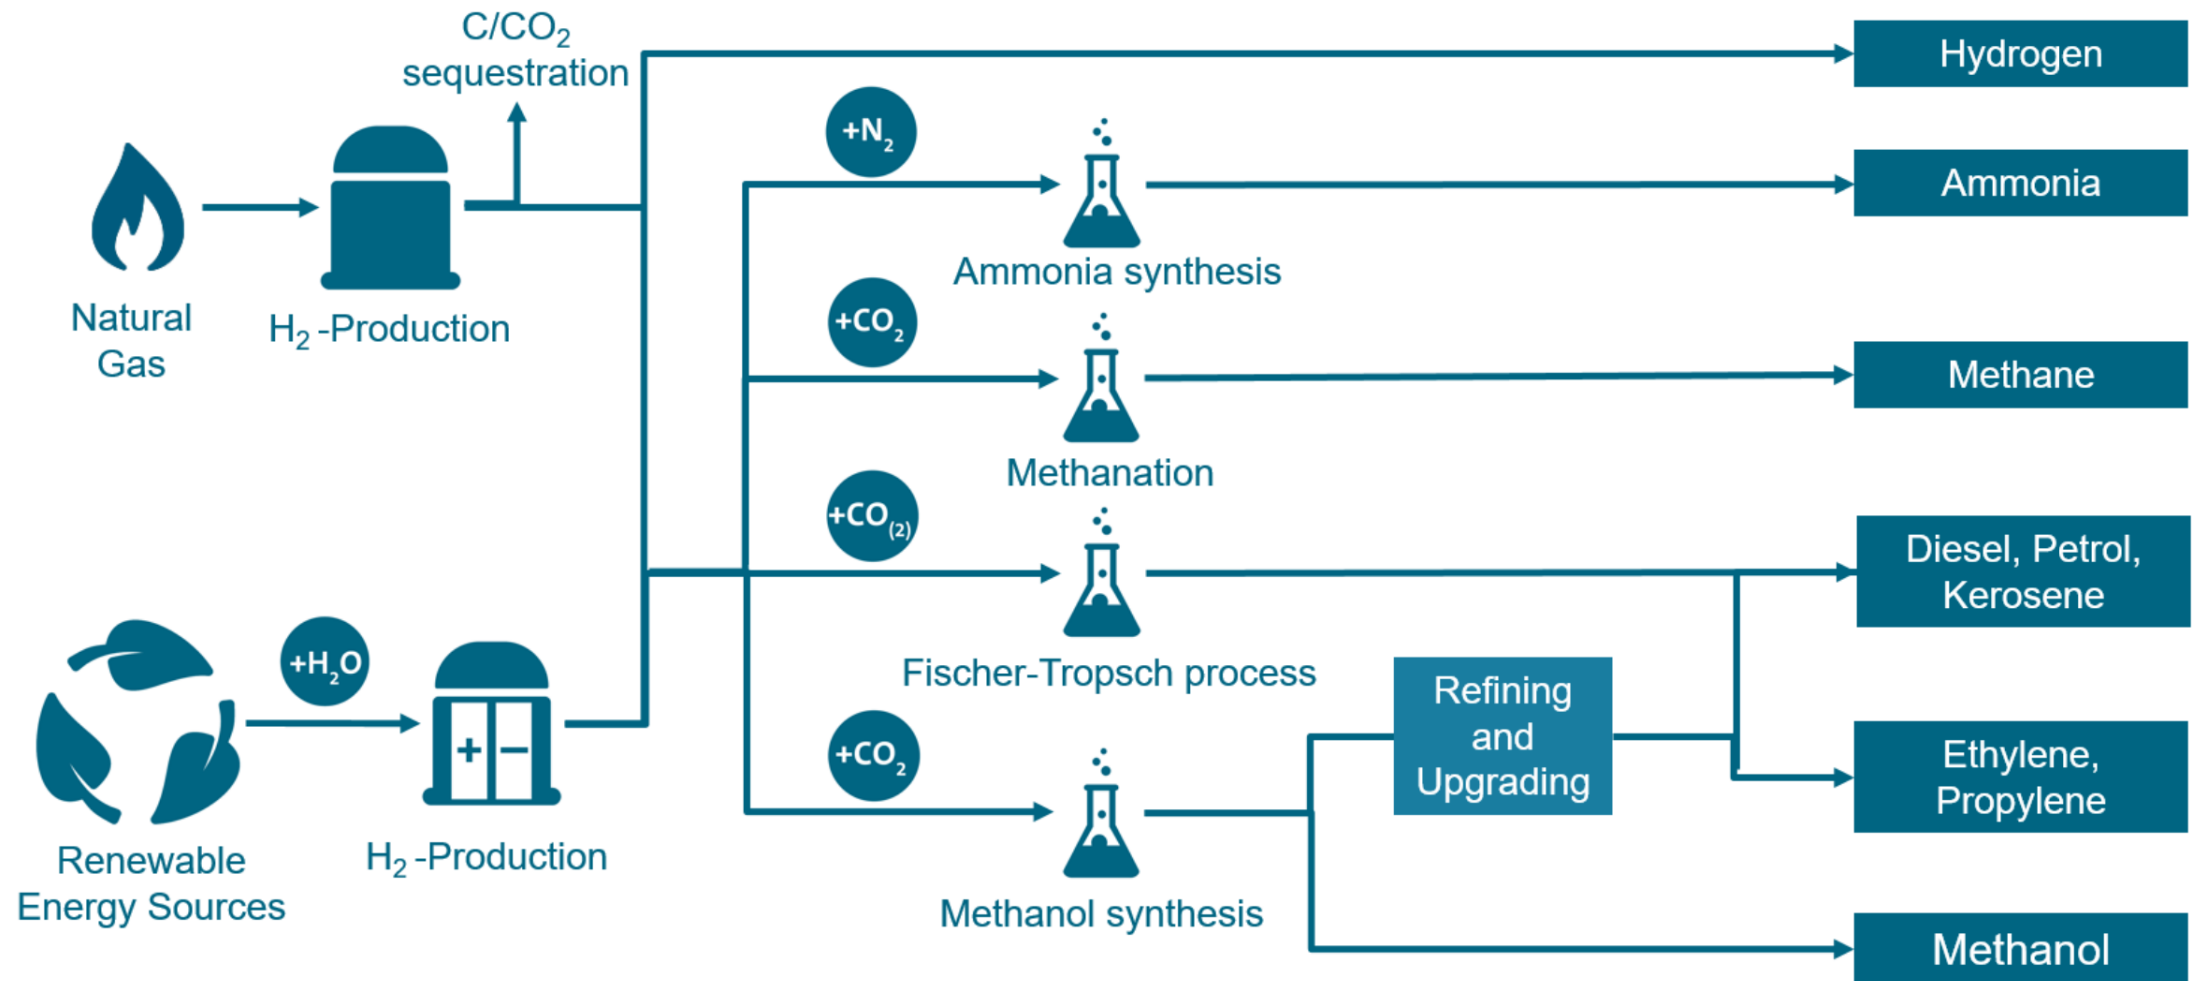 C/CO₂
sequestration
Hydrogen
+N₂
Ammonia
Ammonia synthesis
Natural
Gas
H₂ -Production
+CO₂
Methane
Methanation
+CO₍₂₎
Diesel, Petrol,
Kerosene
Fischer-Tropsch process
Renewable
Energy Sources
+H₂O
H₂ -Production
+CO₂
Refining
and
Upgrading
Ethylene,
Propylene
Methanol synthesis
Methanol
+
−